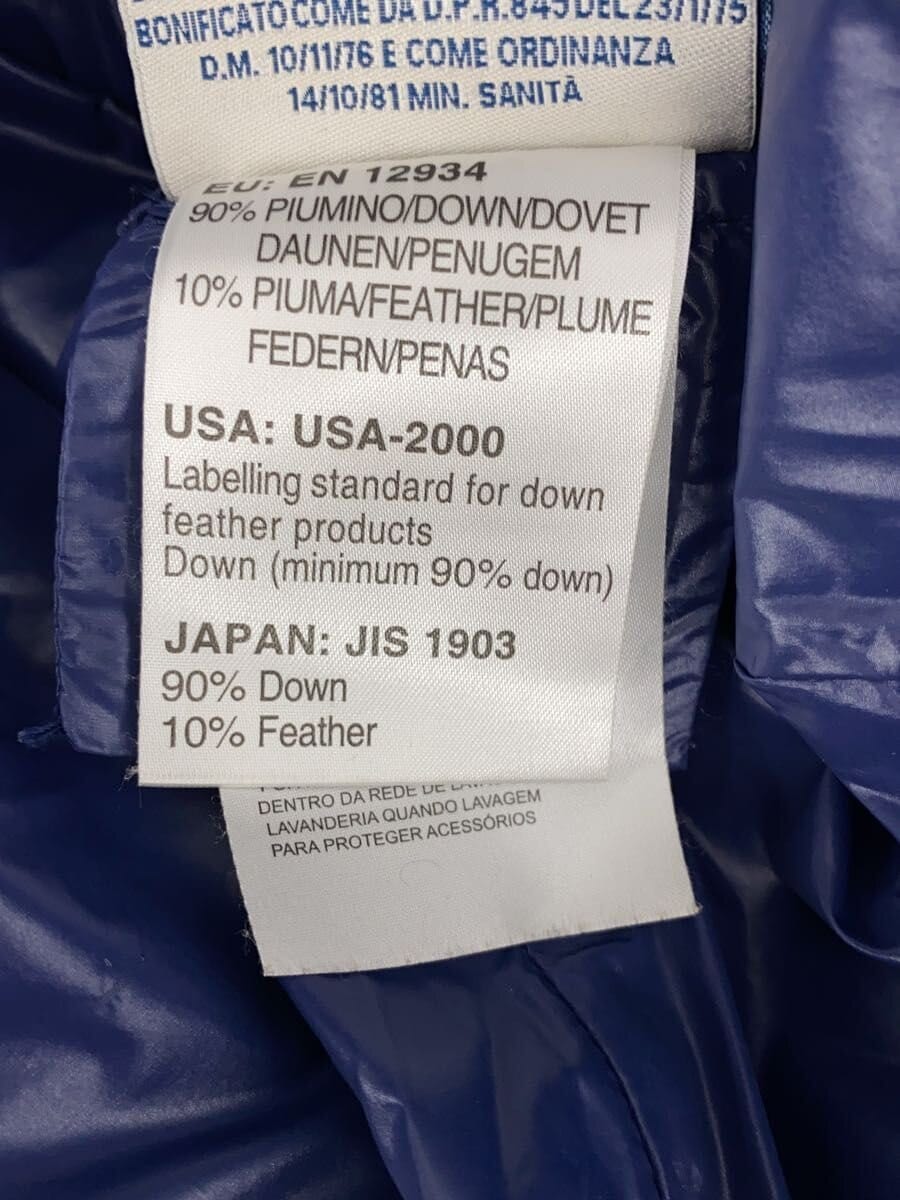 BONIFICATO COME DA D.P.R. 845 DEL 23/1/75
D.M. 10/11/76 E COME ORDINANZA
14/10/81 MIN. SANITÀ
EU: EN 12934
90% PIUMINO/DOWN/DOVET
DAUNEN/PENUGEM
10% PIUMA/FEATHER/PLUME
FEDERN/PENAS
USA: USA-2000
Labelling standard for down
feather products
Down (minimum 90% down)
JAPAN: JIS 1903
90% Down
10% Feather
DENTRO DA REDE DE
LAVANDERIA QUANDO LAVAGEM
PARA PROTEGER ACESSÓRIOS